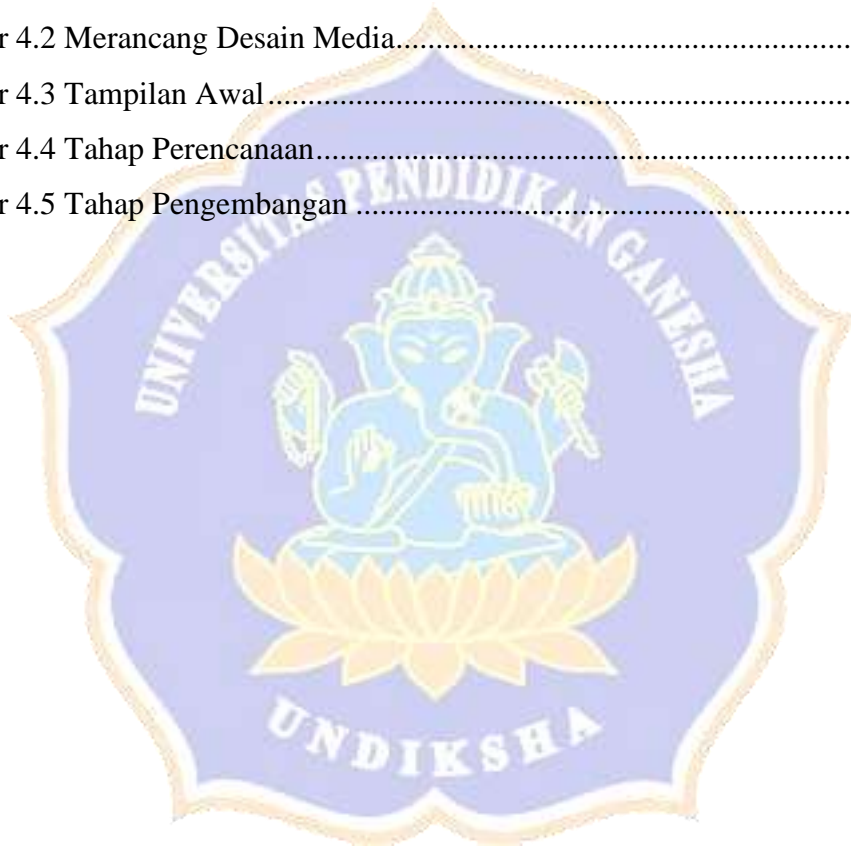 r 4.2 Merancang Desain Media................................................................
r 4.3 Tampilan Awal.................................................................................
r 4.4 Tahap Perencanaan...........................................................................
r 4.5 Tahap Pengembangan .....................................................................
UNIVERSITAS PENDIDIKAN GANESHA
UNDIKSHA